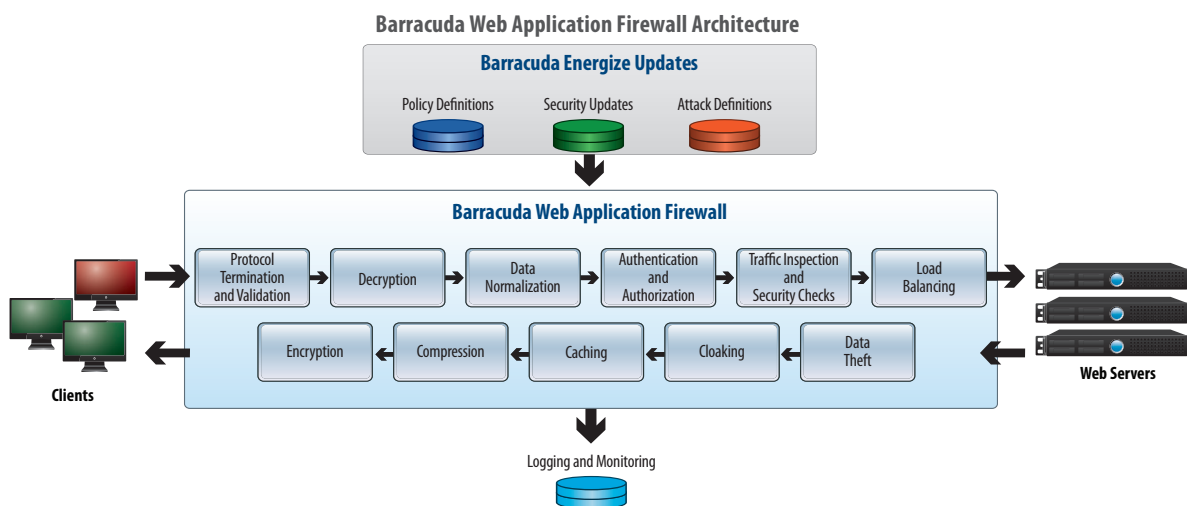 Barracuda Web Application Firewall Architecture
Barracuda Energize Updates
Policy Definitions
Security Updates
Attack Definitions
Barracuda Web Application Firewall
Protocol
Termination
and Validation
Decryption
Data
Normalization
Authentication
and
Authorization
Traffic Inspection
and
Security Checks
Load
Balancing
Encryption
Compression
Caching
Cloaking
Data
Theft
Clients
Web Servers
Logging and Monitoring